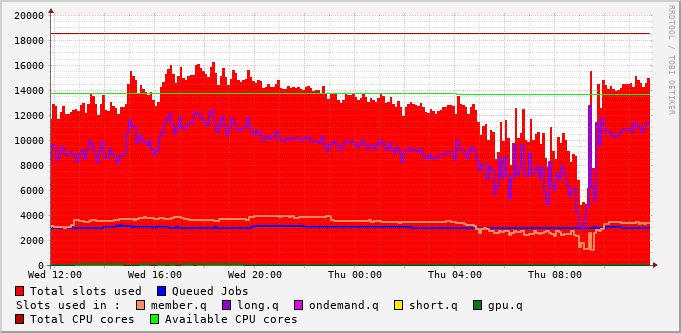 20000
18000
16000
14000
12000
10000
8000
6000
4000
2000
0
Wed 12:00 Wed 16:00 Wed 20:00 Thu 00:00 Thu 04:00 Thu 08:00
RRDTOOL / TOBI OETIKER
Total slots used Queued Jobs
Slots used in : member.q long.q ondemand.q short.q gpu.q
Total CPU cores Available CPU cores